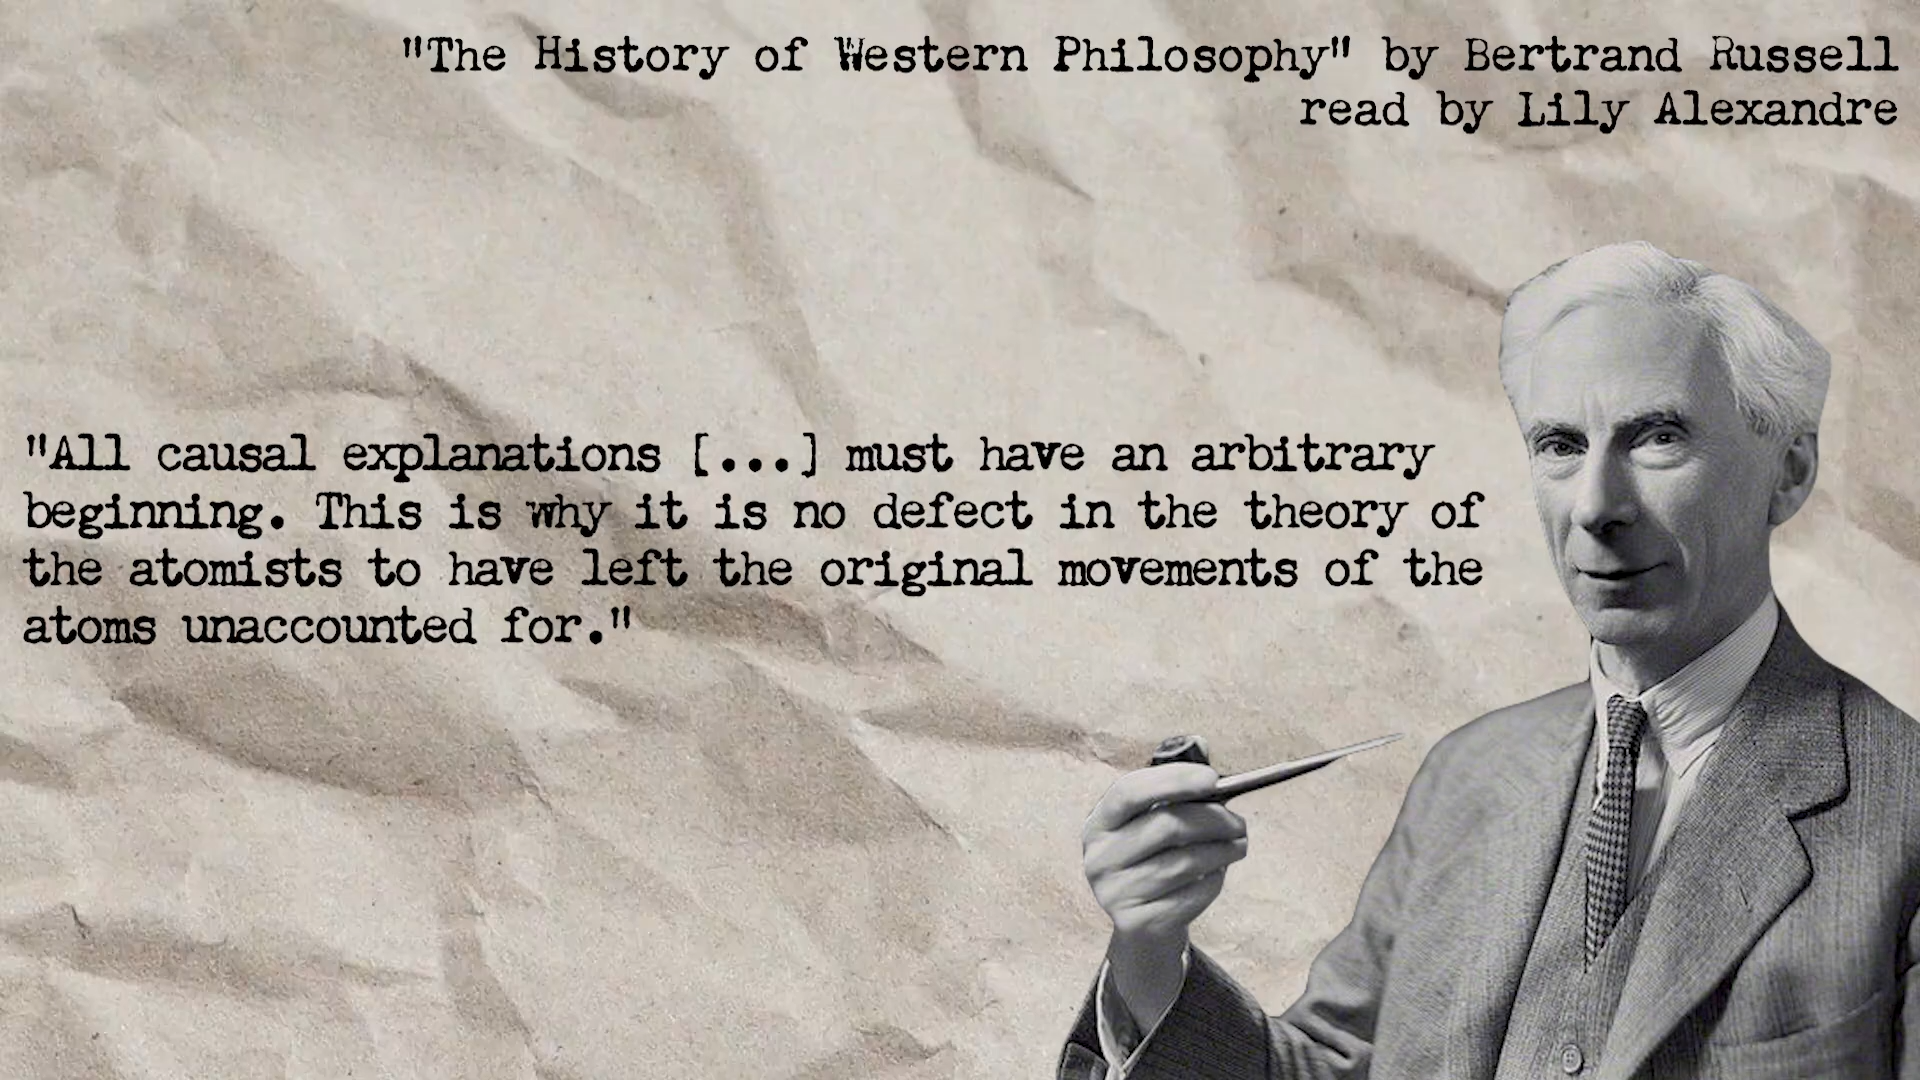 "The History of Western Philosophy" by Bertrand Russell
read by Lily Alexandre
"All causal explanations [...] must have an arbitrary
beginning. This is why it is no defect in the theory of
the atomists to have left the original movements of the
atoms unaccounted for."